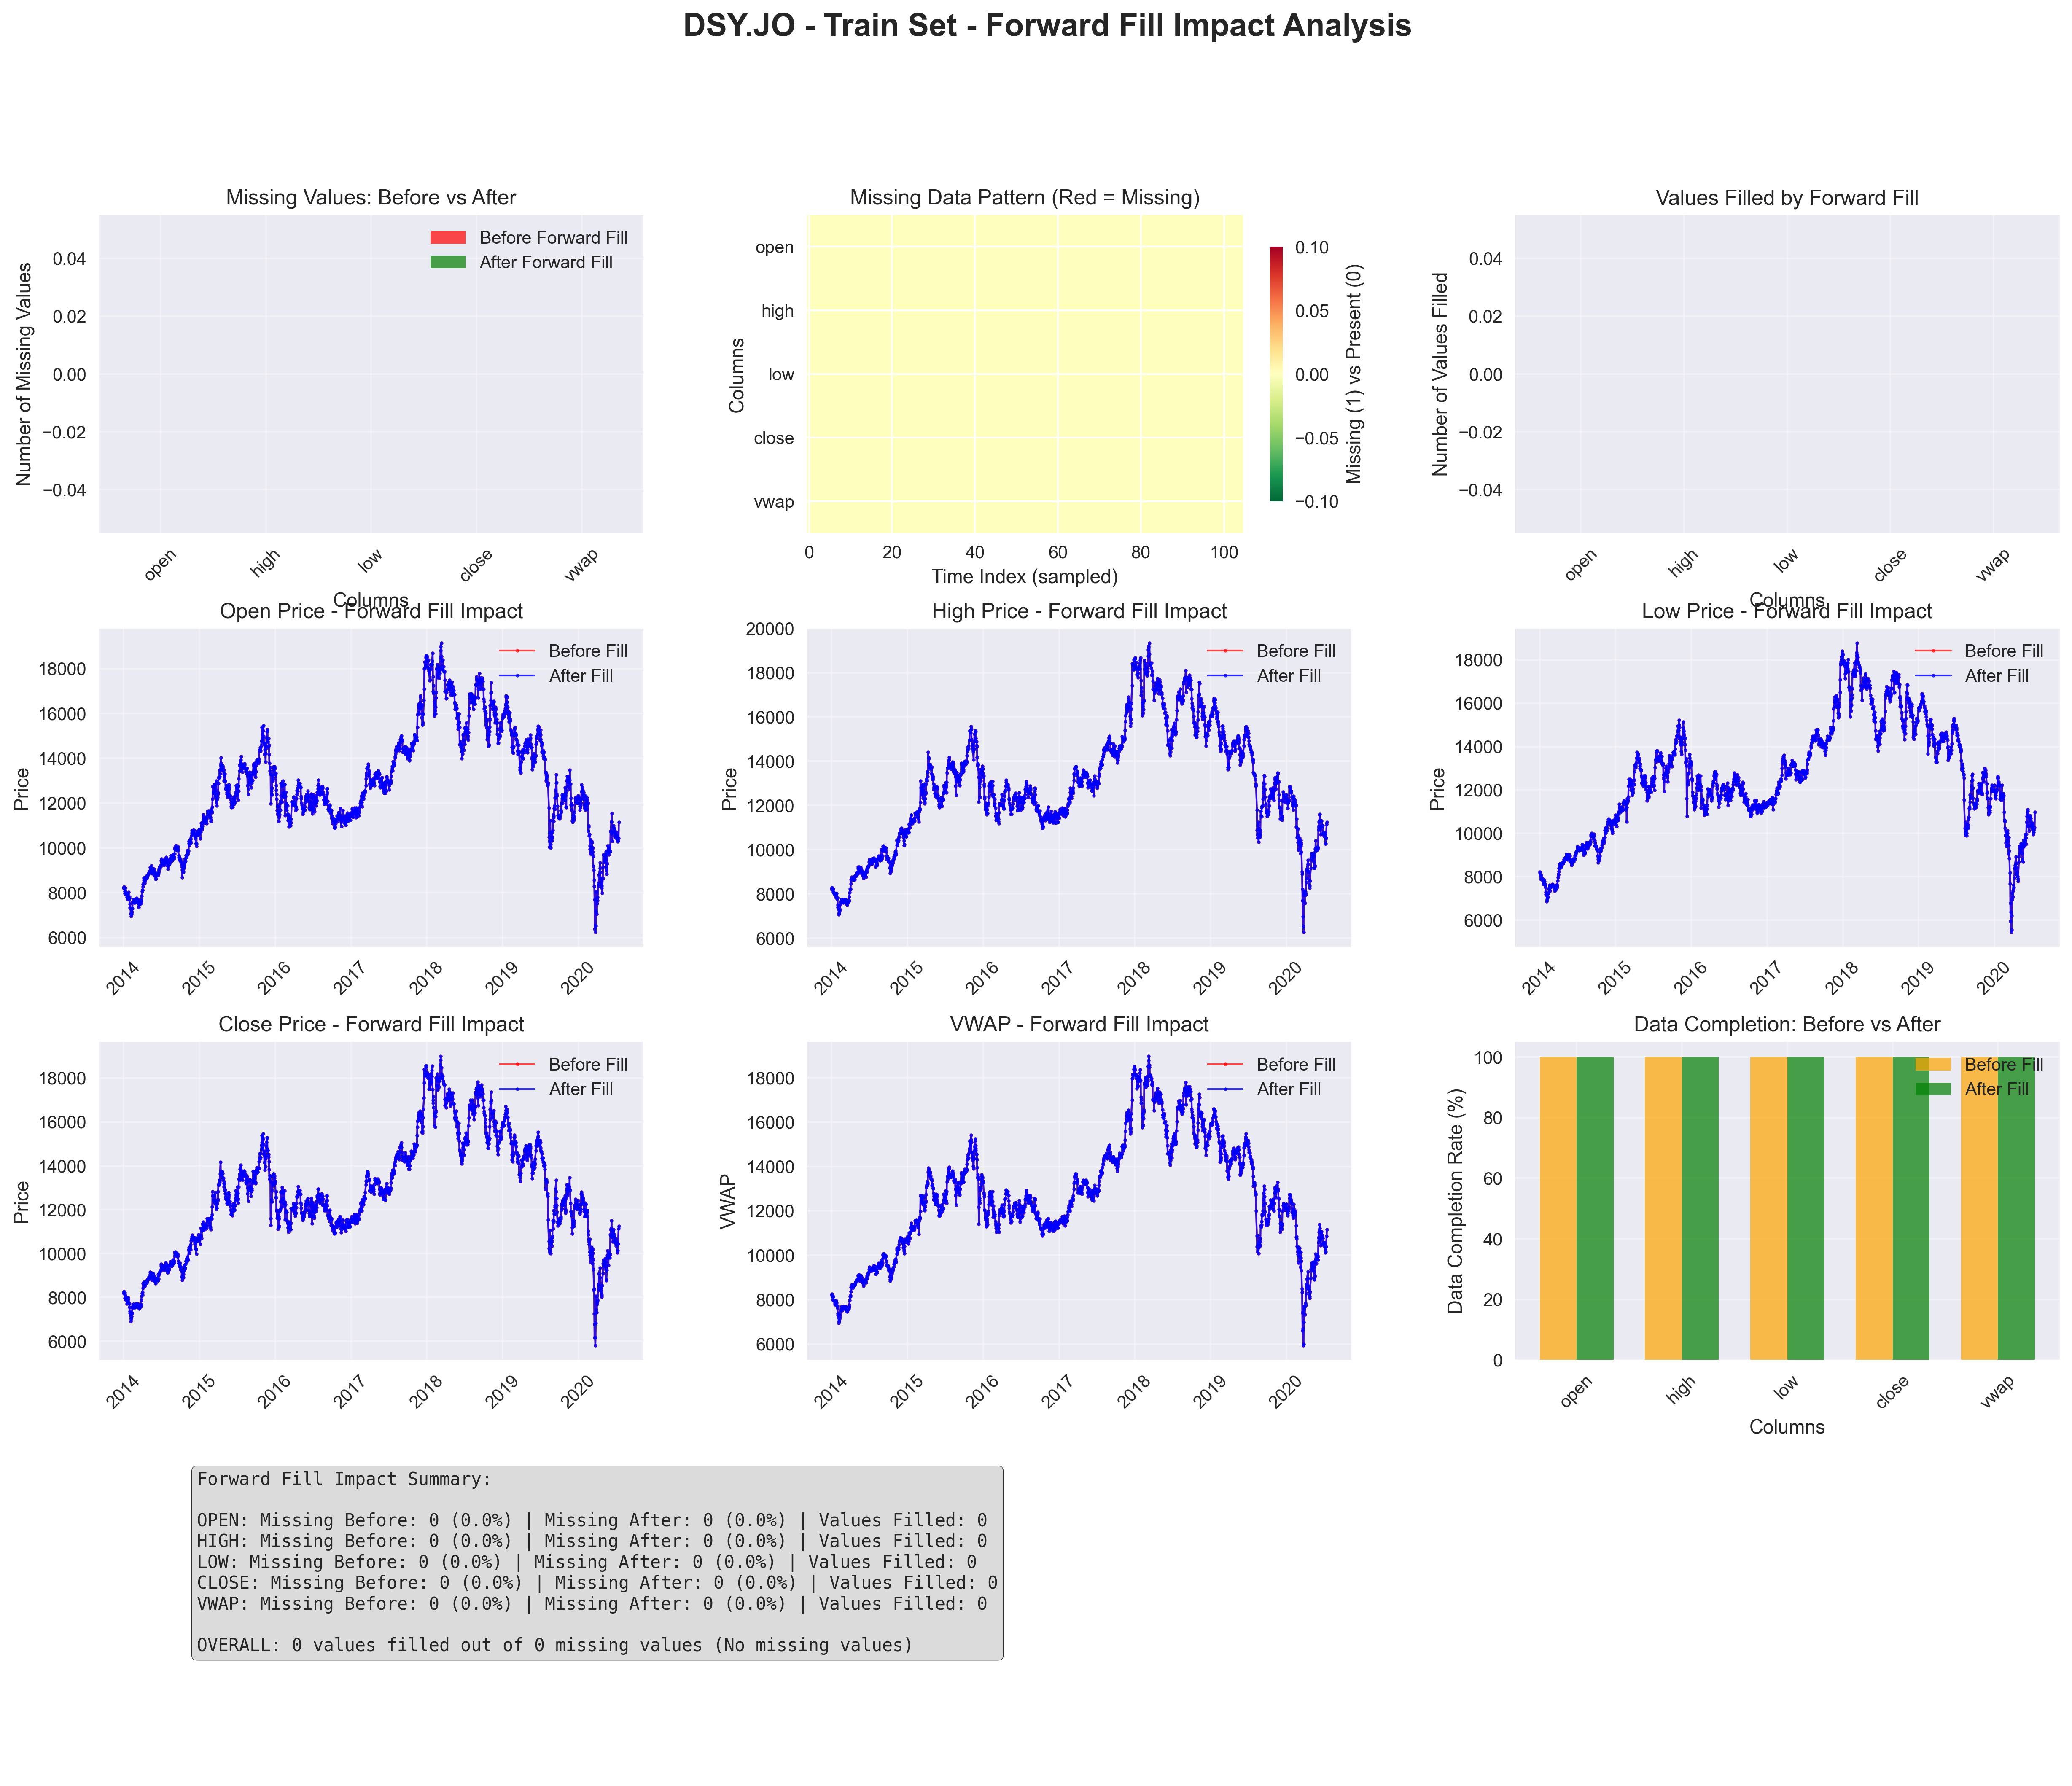 DSY.JO - Train Set - Forward Fill Impact Analysis
Missing Values: Before vs After
Number of Missing Values
0.04
0.02
0.00
−0.02
−0.04
Before Forward Fill
After Forward Fill
open
high
low
close
vwap
Columns
Missing Data Pattern (Red = Missing)
Columns
open
high
low
close
vwap
0
20
40
60
80
100
Time Index (sampled)
0.10
0.05
0.00
−0.05
−0.10
Missing (1) vs Present (0)
Values Filled by Forward Fill
Number of Values Filled
0.04
0.02
0.00
−0.02
−0.04
open
high
low
close
vwap
Columns
Open Price - Forward Fill Impact
Price
18000
16000
14000
12000
10000
8000
6000
Before Fill
After Fill
2014
2015
2016
2017
2018
2019
2020
High Price - Forward Fill Impact
Price
20000
18000
16000
14000
12000
10000
8000
6000
Before Fill
After Fill
2014
2015
2016
2017
2018
2019
2020
Low Price - Forward Fill Impact
Price
18000
16000
14000
12000
10000
8000
6000
Before Fill
After Fill
2014
2015
2016
2017
2018
2019
2020
Close Price - Forward Fill Impact
Price
18000
16000
14000
12000
10000
8000
6000
Before Fill
After Fill
2014
2015
2016
2017
2018
2019
2020
VWAP - Forward Fill Impact
VWAP
18000
16000
14000
12000
10000
8000
6000
Before Fill
After Fill
2014
2015
2016
2017
2018
2019
2020
Data Completion: Before vs After
Data Completion Rate (%)
100
80
60
40
20
0
Before Fill
After Fill
open
high
low
close
vwap
Columns
Forward Fill Impact Summary:
OPEN: Missing Before: 0 (0.0%) | Missing After: 0 (0.0%) | Values Filled: 0
HIGH: Missing Before: 0 (0.0%) | Missing After: 0 (0.0%) | Values Filled: 0
LOW: Missing Before: 0 (0.0%) | Missing After: 0 (0.0%) | Values Filled: 0
CLOSE: Missing Before: 0 (0.0%) | Missing After: 0 (0.0%) | Values Filled: 0
VWAP: Missing Before: 0 (0.0%) | Missing After: 0 (0.0%) | Values Filled: 0
OVERALL: 0 values filled out of 0 missing values (No missing values)